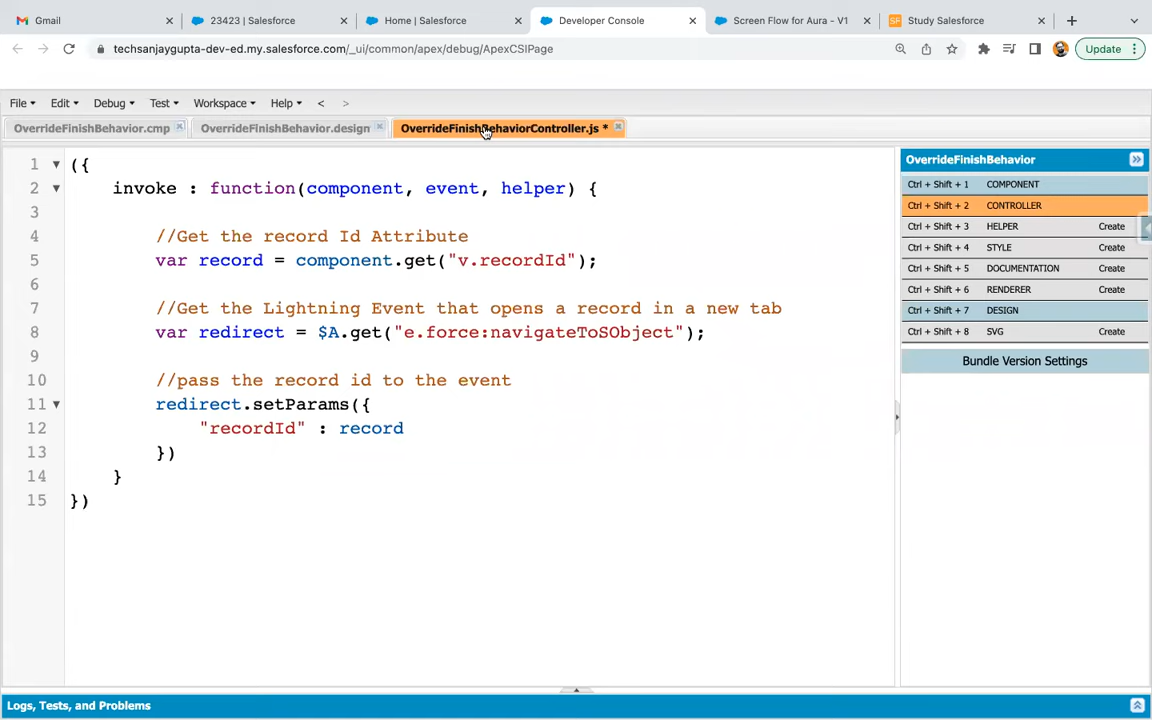 Gmail
23423 | Salesforce
Home | Salesforce
Developer Console
Screen Flow for Aura - V1
SF Study Salesforce
techsanjaygupta-dev-ed.my.salesforce.com/_ui/common/apex/debug/ApexCSIPage
Update
File Edit Debug Test Workspace Help < >
OverrideFinishBehavior.cmp
OverrideFinishBehavior.design
OverrideFinishBehaviorController.js *
1 ({
2 invoke : function(component, event, helper) {
3
4 //Get the record Id Attribute
5 var record = component.get("v.recordId");
6
7 //Get the Lightning Event that opens a record in a new tab
8 var redirect = $A.get("e.force:navigateToSObject");
9
10 //pass the record id to the event
11 redirect.setParams({
12 "recordId" : record
13 })
14 }
15 })
OverrideFinishBehavior
Ctrl + Shift + 1 COMPONENT
Ctrl + Shift + 2 CONTROLLER
Ctrl + Shift + 3 HELPER Create
Ctrl + Shift + 4 STYLE Create
Ctrl + Shift + 5 DOCUMENTATION Create
Ctrl + Shift + 6 RENDERER Create
Ctrl + Shift + 7 DESIGN
Ctrl + Shift + 8 SVG Create
Bundle Version Settings
Logs, Tests, and Problems